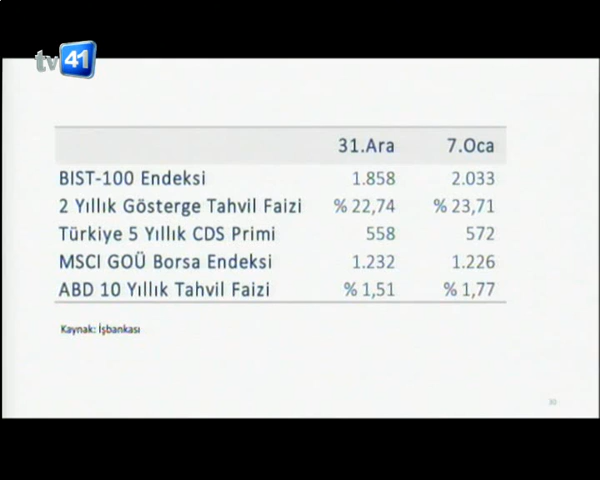 tv 41
31.Ara 7.Oca
BIST-100 Endeksi 1.858 2.033
2 Yıllık Gösterge Tahvil Faizi % 22,74 % 23,71
Türkiye 5 Yıllık CDS Primi 558 572
MSCI GOÜ Borsa Endeksi 1.232 1.226
ABD 10 Yıllık Tahvil Faizi % 1,51 % 1,77
Kaynak: İşbankası
30